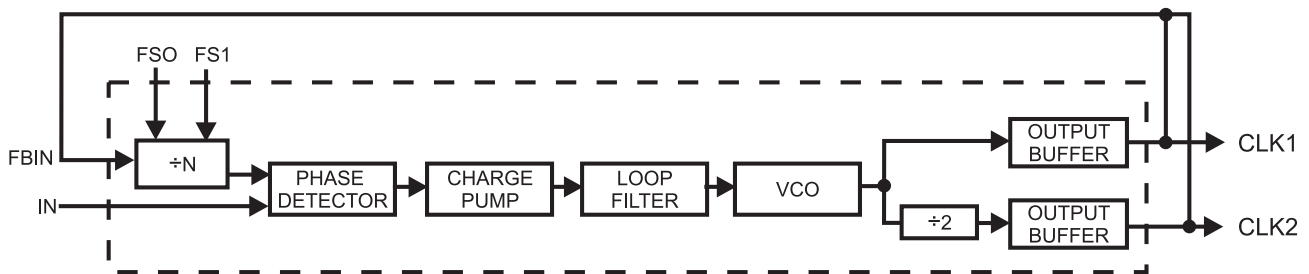 FSO FS1
FBIN
÷N
IN
PHASE
DETECTOR
CHARGE
PUMP
LOOP
FILTER
VCO
÷2
OUTPUT
BUFFER
CLK1
OUTPUT
BUFFER
CLK2